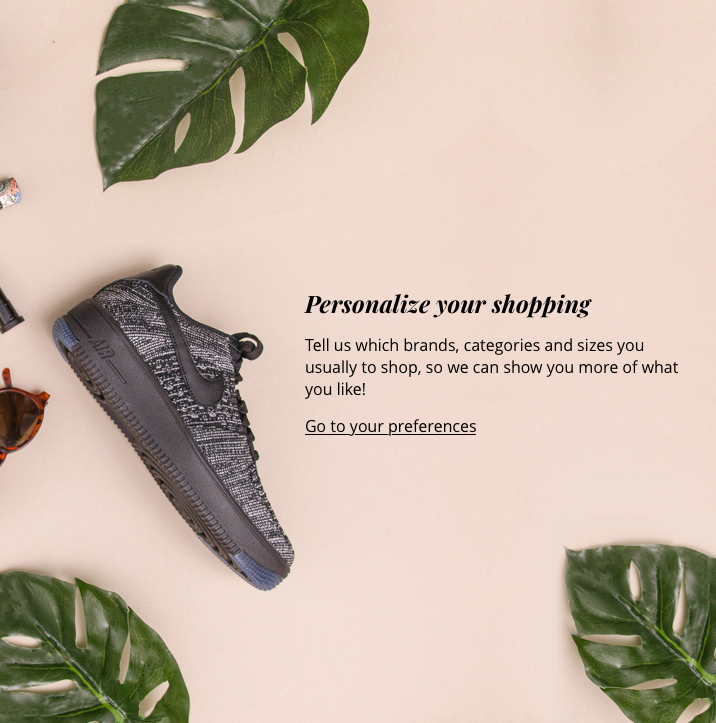 Personalize your shopping
Tell us which brands, categories and sizes you
usually to shop, so we can show you more of what
you like!
Go to your preferences
AIR